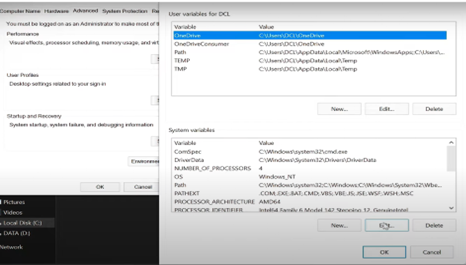 Computer Name Hardware Advanced System Protection Re
You must be logged on as an Administrator to make most of t
Performance
Visual effects, processor scheduling, memory usage, and virt
User Profiles
Desktop settings related to your sign in
Startup and Recovery
System startup, system failure, and debugging information
Environme
OK Cancel
Pictures
Videos
Local Disk (C:)
DATA (D:)
Network
User variables for DCL
Variable Value
OneDrive C:\Users\DCL\OneDrive
OneDriveConsumer C:\Users\DCL\OneDrive
Path C:\Users\DCL\AppData\Local\Microsoft\WindowsApps;C:\Users\...
TEMP C:\Users\DCL\AppData\Local\Temp
TMP C:\Users\DCL\AppData\Local\Temp
New... Edit... Delete
System variables
Variable Value
ComSpec C:\Windows\system32\cmd.exe
DriverData C:\Windows\System32\Drivers\DriverData
NUMBER_OF_PROCESSORS 4
OS Windows_NT
Path C:\Windows\system32;C:\Windows;C:\Windows\System32\Wbe...
PATHEXT .COM;.EXE;.BAT;.CMD;.VBS;.VBE;.JS;.JSE;.WSF;.WSH;.MSC
PROCESSOR_ARCHITECTURE AMD64
PROCESSOR_IDENTIFIER Intel64 Family 6 Model 142 Stepping 12, GenuineIntel
New... Edit... Delete
OK Cancel